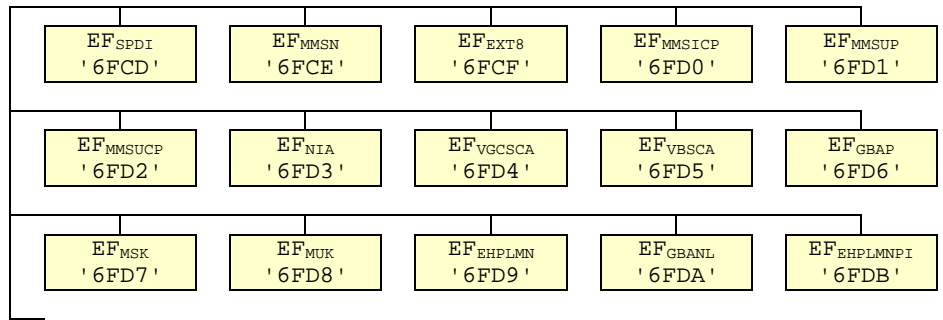 EFSPDI EFMMSN EFEXT8 EFMMSICP EFMMSUP
'6FCD' '6FCE' '6FCF' '6FD0' '6FD1'
EFMMSUCP EFNIA EFVGCSCA EFVBSCA EFGBAP
'6FD2' '6FD3' '6FD4' '6FD5' '6FD6'
EFMSK EFMUK EFEHPLMN EFGBANL EFEHPLMNPI
'6FD7' '6FD8' '6FD9' '6FDA' '6FDB'